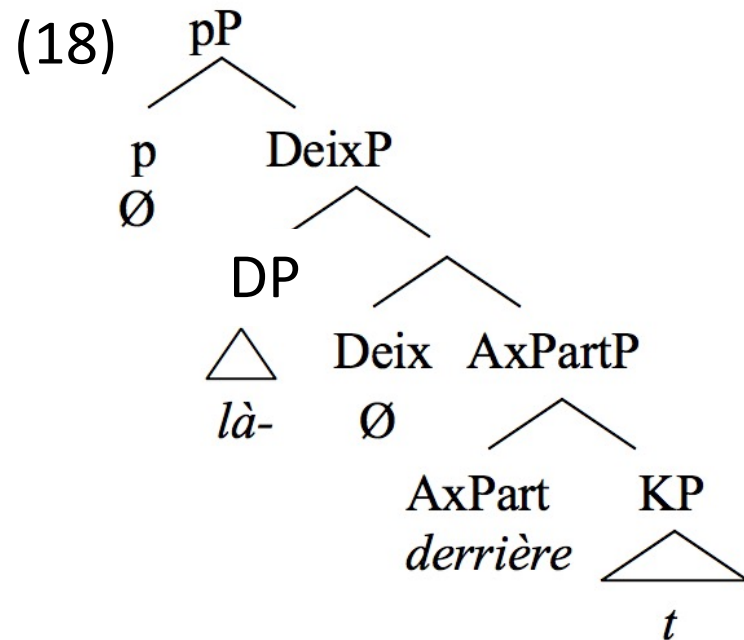 (18) pP
p DeixP
Ø
DP
Deix AxPartP
là- Ø
AxPart KP
derrière
t